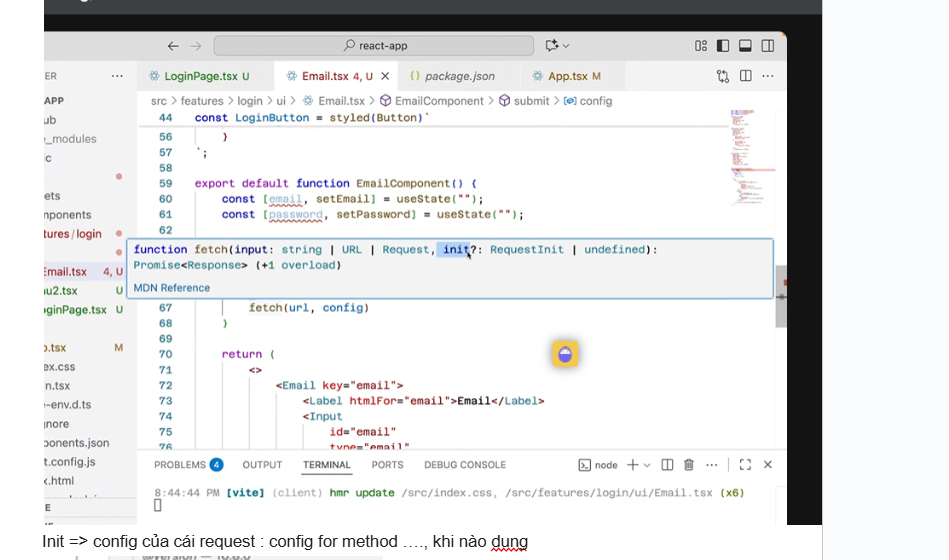 react-app
ER
LoginPage.tsx U
Email.tsx 4, U
package.json
App.tsx M
APP
src > features > login > ui > Email.tsx > EmailComponent > submit > config
ub
44 const LoginButton = styled(Button)`
_modules
56 }
57 `;
58
59 export default function EmailComponent() {
ets
60 const [email, setEmail] = useState("");
nponents
61 const [password, setPassword] = useState("");
tures/login
62
function fetch(input: string | URL | Request, init?: RequestInit | undefined):
Promise<Response> (+1 overload)
MDN Reference
Email.tsx 4, U
nu2.tsx U
oginPage.tsx U
67 fetch(url, config)
68 }
69
o.tsx M
70 return (
ex.css
71 <>
n.tsx
72 <Email key="email">
e-env.d.ts
73 <Label htmlFor="email">Email</Label>
gnore
74 <Input
ponents.json
75 id="email"
76 type="email"
t.config.js
PROBLEMS 4 OUTPUT TERMINAL PORTS DEBUG CONSOLE node
x.html
8:44:44 PM [vite] (client) hmr update /src/index.css, /src/features/login/ui/Email.tsx (x6)
E
Init => config của cái request : config for method …., khi nào dụng